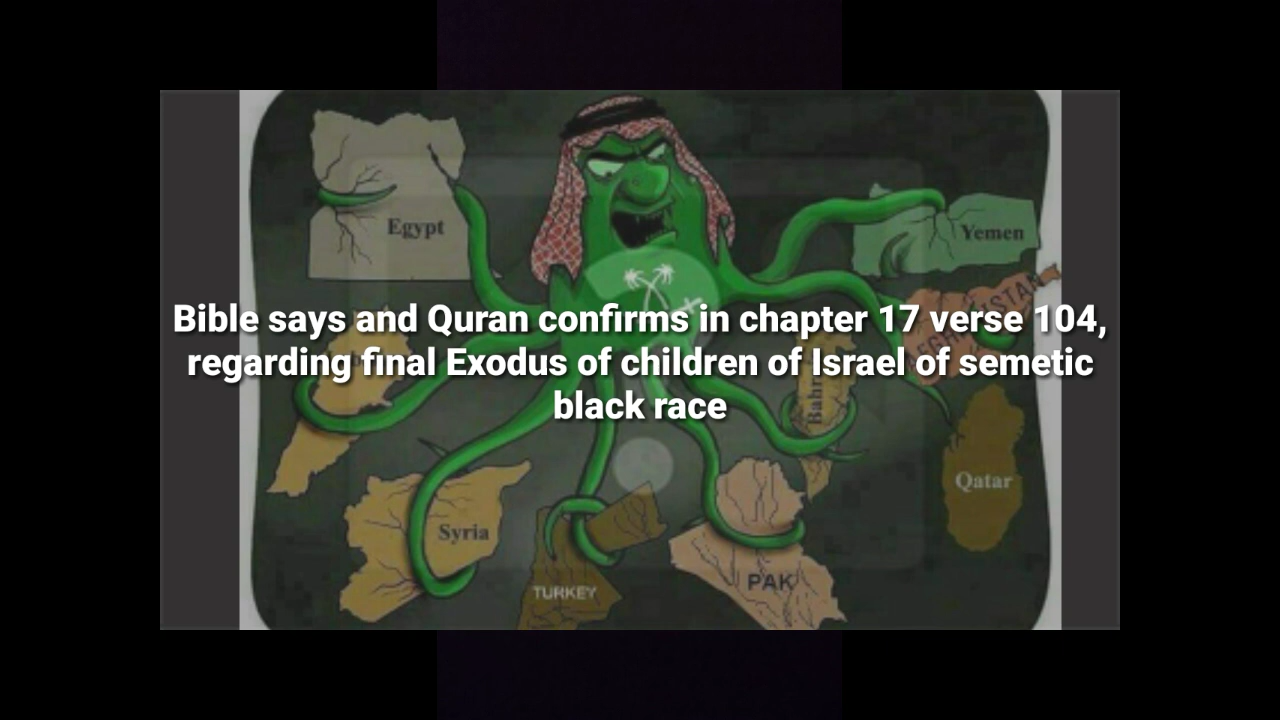 Egypt
Yemen
Bible says and Quran confirms in chapter 17 verse 104,
regarding final Exodus of children of Israel of semetic
black race
Qatar
Syria
PAK
TURKEY